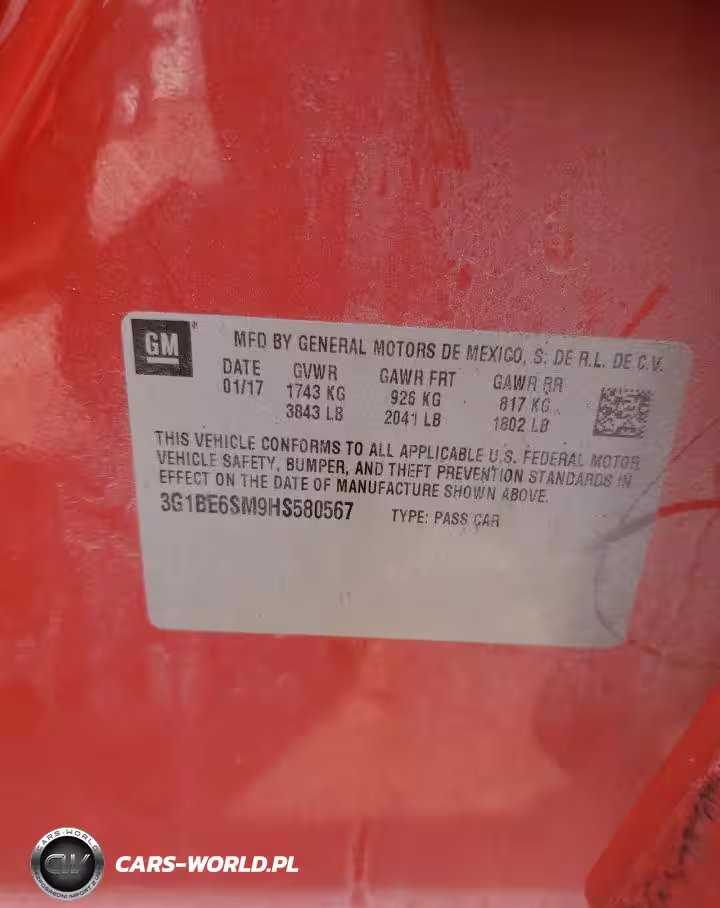 GM
MFD BY GENERAL MOTORS DE MEXICO, S. DE R.L. DE C.V.
DATE GVWR GAWR FRT GAWR RR
01/17 1743 KG 926 KG 817 KG
3843 LB 2041 LB 1802 LB
THIS VEHICLE CONFORMS TO ALL APPLICABLE U.S. FEDERAL MOTOR
VEHICLE SAFETY, BUMPER, AND THEFT PREVENTION STANDARDS IN
EFFECT ON THE DATE OF MANUFACTURE SHOWN ABOVE.
3G1BE6SM9HS580567 TYPE: PASS CAR
CARS-WORLD
CW
CARS-WORLD.PL